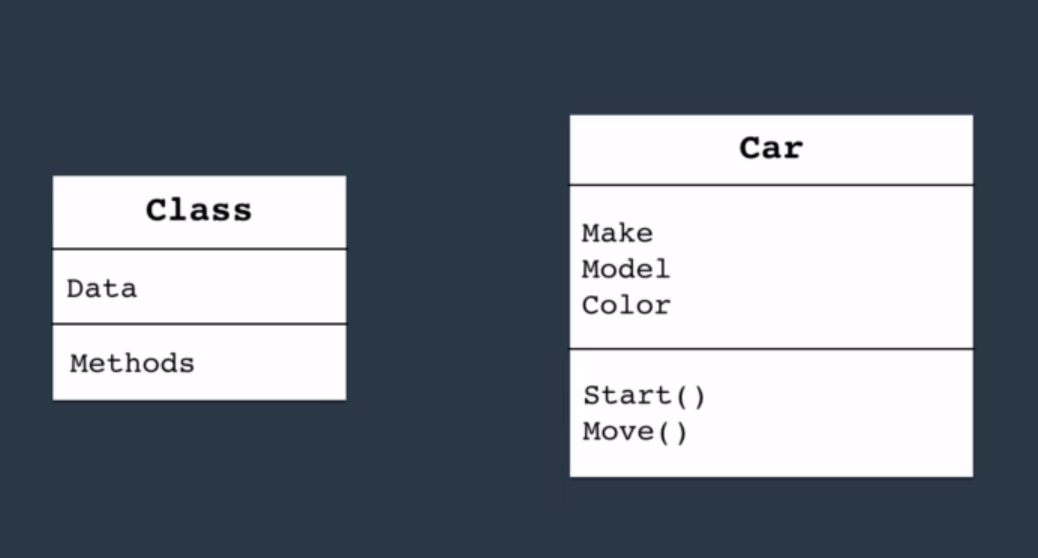 Class
Data
Methods
Car
Make
Model
Color
Start()
Move()